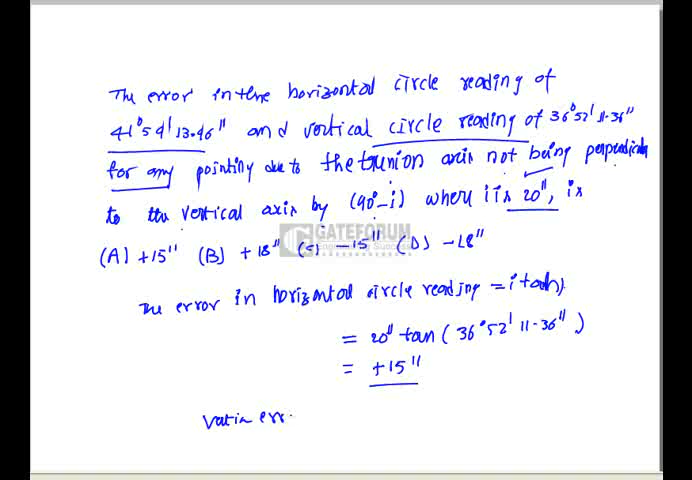 The error in the horizontal circle reading of
41° 54' 13.46" and vertical circle reading of 36° 52' 11.36"
for any pointing due to the trunion axis not being perpendicular
to the vertical axis by (90°-i) where i is 20", is
GATEFORUM
(A) +15" (B) +18" (C) -15" (D) -18"
The error in horizontal circle reading = i tanh
= 20" tan (36° 52' 11.36")
= +15"
err.